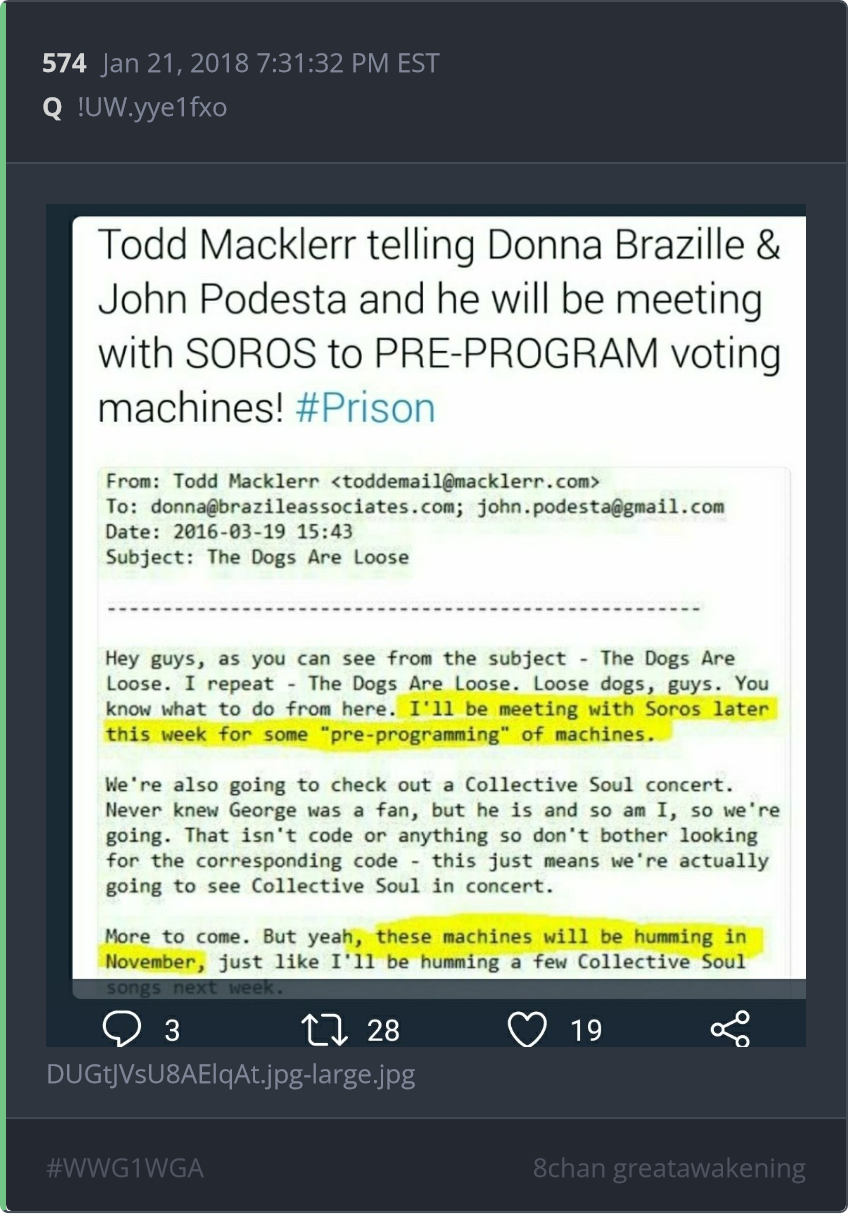 574 Jan 21, 2018 7:31:32 PM EST
Q !UW.yye1fxo
Todd Macklerr telling Donna Brazille &
John Podesta and he will be meeting
with SOROS to PRE-PROGRAM voting
machines! #Prison
From: Todd Macklerr <toddemail@macklerr.com>
To: donna@brazileassociates.com; john.podesta@gmail.com
Date: 2016-03-19 15:43
Subject: The Dogs Are Loose
-----------------------------------------------------
Hey guys, as you can see from the subject - The Dogs Are
Loose. I repeat - The Dogs Are Loose. Loose dogs, guys. You
know what to do from here. I'll be meeting with Soros later
this week for some "pre-programming" of machines.
We're also going to check out a Collective Soul concert.
Never knew George was a fan, but he is and so am I, so we're
going. That isn't code or anything so don't bother looking
for the corresponding code - this just means we're actually
going to see Collective Soul in concert.
More to come. But yeah, these machines will be humming in
November, just like I'll be humming a few Collective Soul
songs next week.
3 28 19
DUGtJVsU8AElqAt.jpg-large.jpg
#WWG1WGA 8chan greatawakening